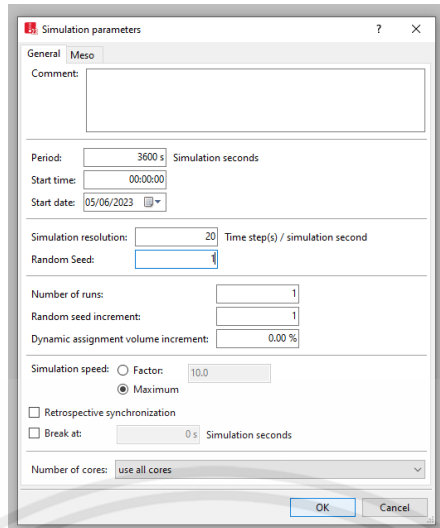 Simulation parameters ? ×
General Meso
Comment:
Period: 3600 s Simulation seconds
Start time: 00:00:00
Start date: 05/06/2023
Simulation resolution: 20 Time step(s) / simulation second
Random Seed: 1
Number of runs: 1
Random seed increment: 1
Dynamic assignment volume increment: 0.00 %
Simulation speed: Factor: 10.0
Maximum
Retrospective synchronization
Break at: 0 s Simulation seconds
Number of cores: use all cores
OK Cancel